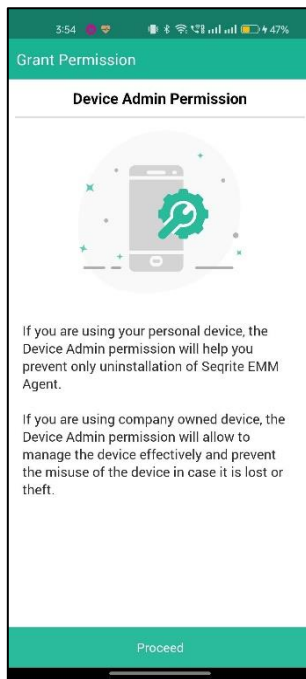 3:54 47%
Grant Permission
Device Admin Permission
If you are using your personal device, the
Device Admin permission will help you
prevent only uninstallation of Seqrite EMM
Agent.
If you are using company owned device, the
Device Admin permission will allow to
manage the device effectively and prevent
the misuse of the device in case it is lost or
theft.
Proceed